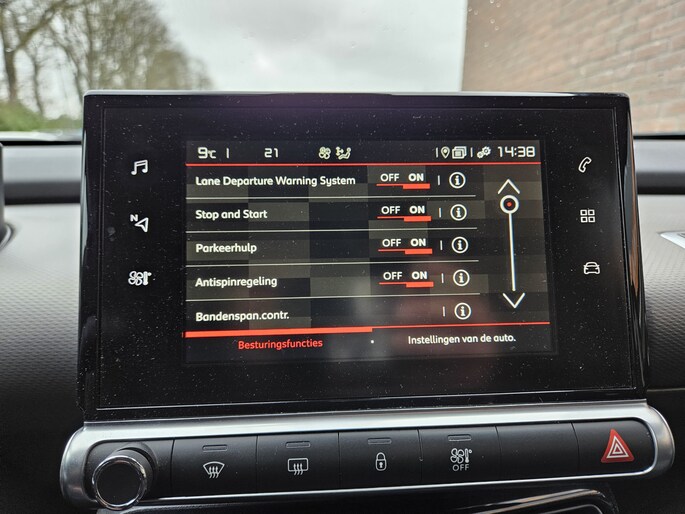 9°C 21 14:38
Lane Departure Warning System OFF ON
Stop and Start OFF ON
Parkeerhulp OFF ON
Antispinregeling OFF ON
Bandenspan.contr.
Besturingsfuncties • Instellingen van de auto.
N
OFF